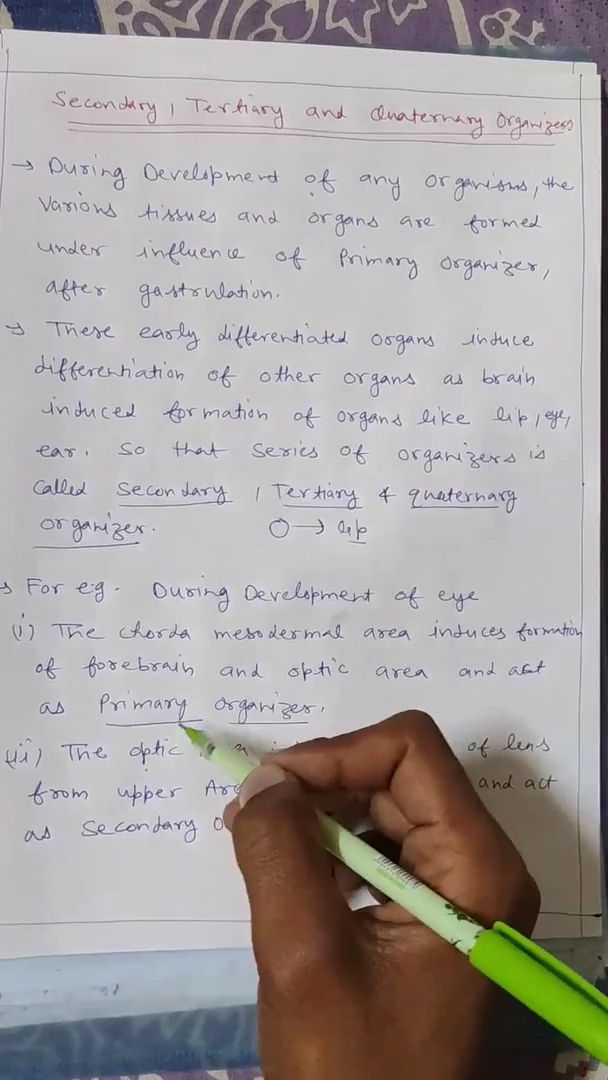 Secondary, Tertiary and Quaternary Organizers
→ During Development of any organisms, the
various tissues and organs are formed
under influence of Primary organizer,
after gastrulation.
→ These early differentiated organs induce
differentiation of other organs as brain
induced formation of organs like lip, eye,
ear. So that series of organizers is
called Secondary, Tertiary & quaternary
organizer. O → lip
→ For eg. During Development of eye
(i) The chorda mesodermal area induces formation
of forebrain and optic area and act
as Primary organizer.
(ii) The optic of lens
from upper and act
as Secondary